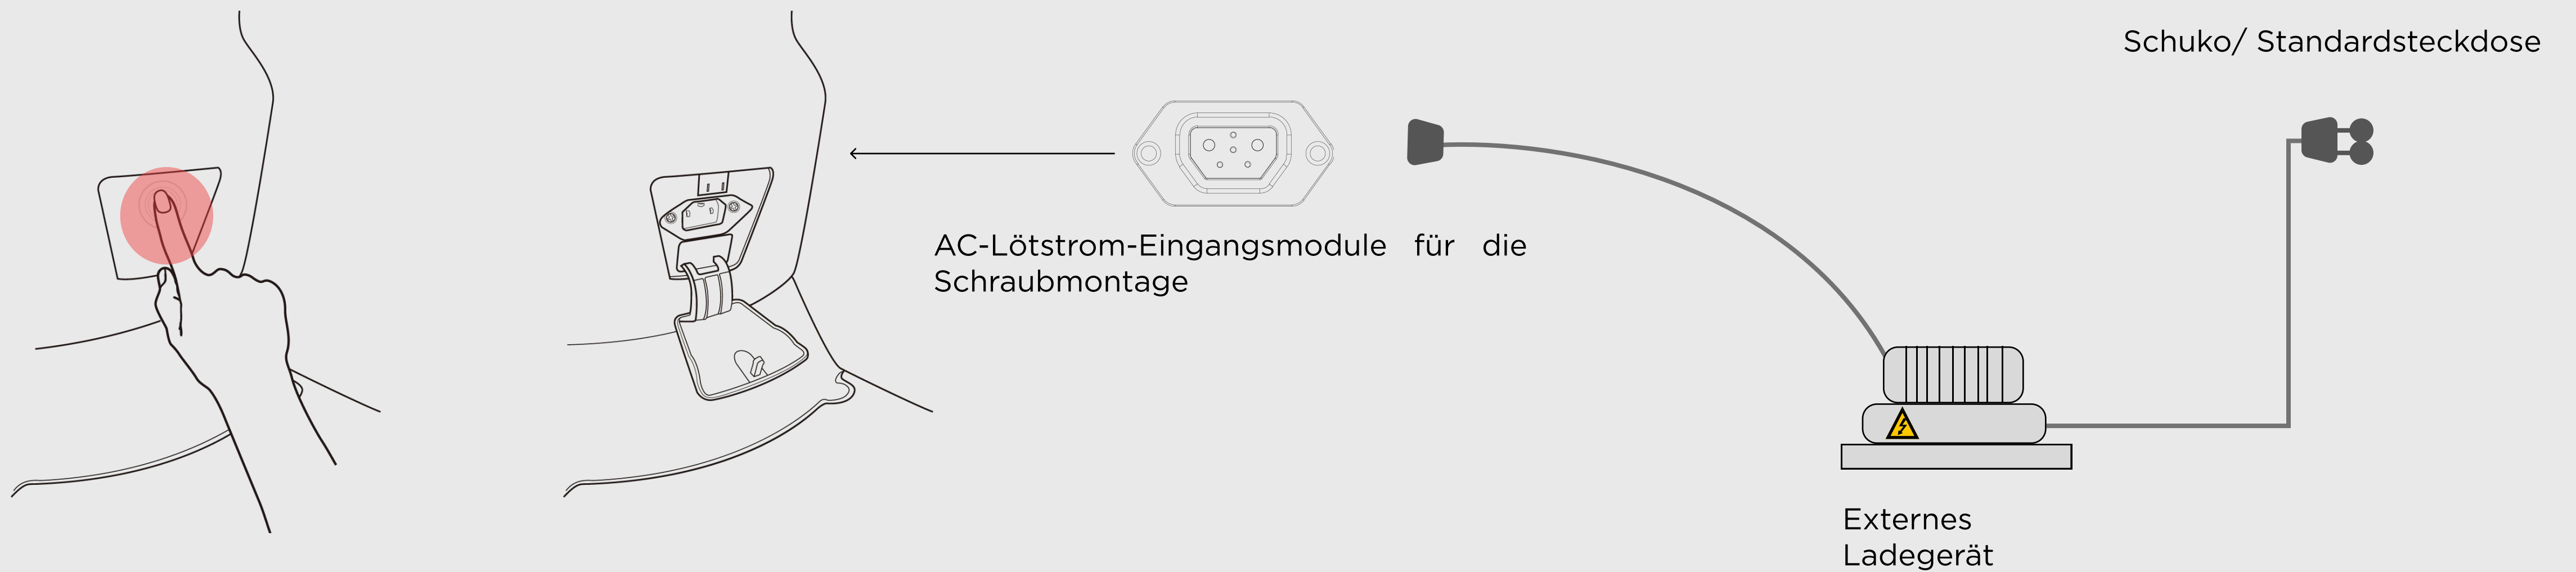 Schuko/ Standardsteckdose
AC-Lötstrom-Eingangsmodule für die
Schraubmontage
Externes
Ladegerät